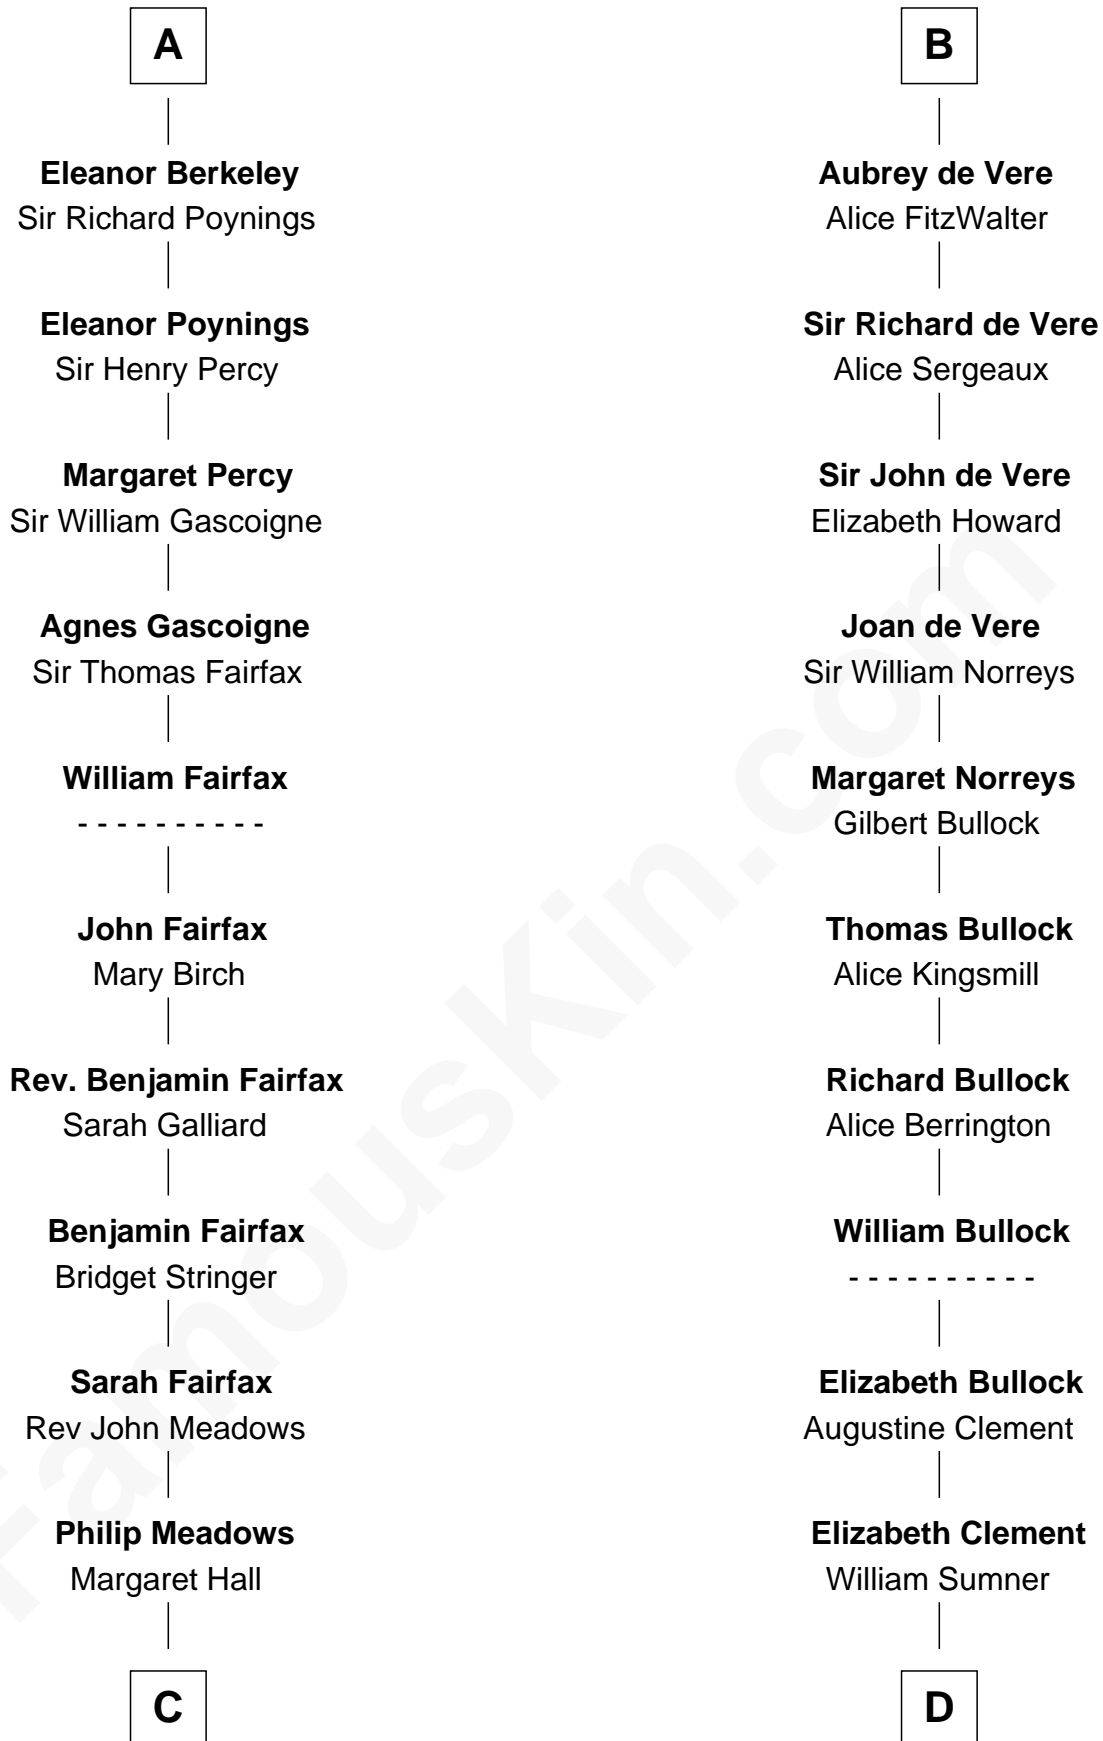 A
Eleanor Berkeley
Sir Richard Poynings
Eleanor Poynings
Sir Henry Percy
Margaret Percy
Sir William Gascoigne
Agnes Gascoigne
Sir Thomas Fairfax
William Fairfax
- - - - - - - - - -
John Fairfax
Mary Birch
Rev. Benjamin Fairfax
Sarah Galliard
Benjamin Fairfax
Bridget Stringer
Sarah Fairfax
Rev John Meadows
Philip Meadows
Margaret Hall
C
B
Aubrey de Vere
Alice FitzWalter
Sir Richard de Vere
Alice Sergeaux
Sir John de Vere
Elizabeth Howard
Joan de Vere
Sir William Norreys
Margaret Norreys
Gilbert Bullock
Thomas Bullock
Alice Kingsmill
Richard Bullock
Alice Berrington
William Bullock
- - - - - - - - - -
Elizabeth Bullock
Augustine Clement
Elizabeth Clement
William Sumner
D
FamousKin.com